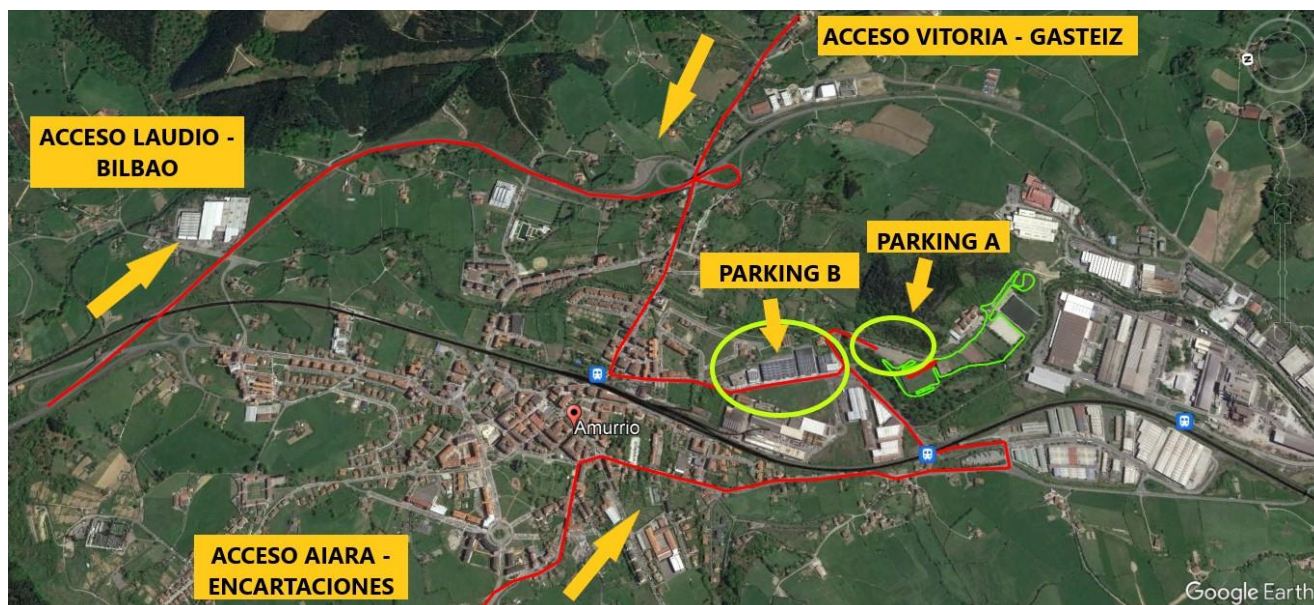 ACCESO VITORIA - GASTEIZ
ACCESO LAUDIO -
BILBAO
PARKING A
PARKING B
Amurrio
ACCESO AIARA -
ENCARTACIONES
Google Earth
N